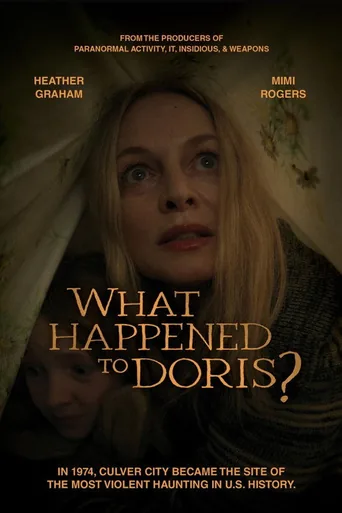 FROM THE PRODUCERS OF
PARANORMAL ACTIVITY, IT, INSIDIOUS, & WEAPONS
HEATHER
GRAHAM
MIMI
ROGERS
WHAT
HAPPENED
TO DORIS?
IN 1974, CULVER CITY BECAME THE SITE OF
THE MOST VIOLENT HAUNTING IN U.S. HISTORY.